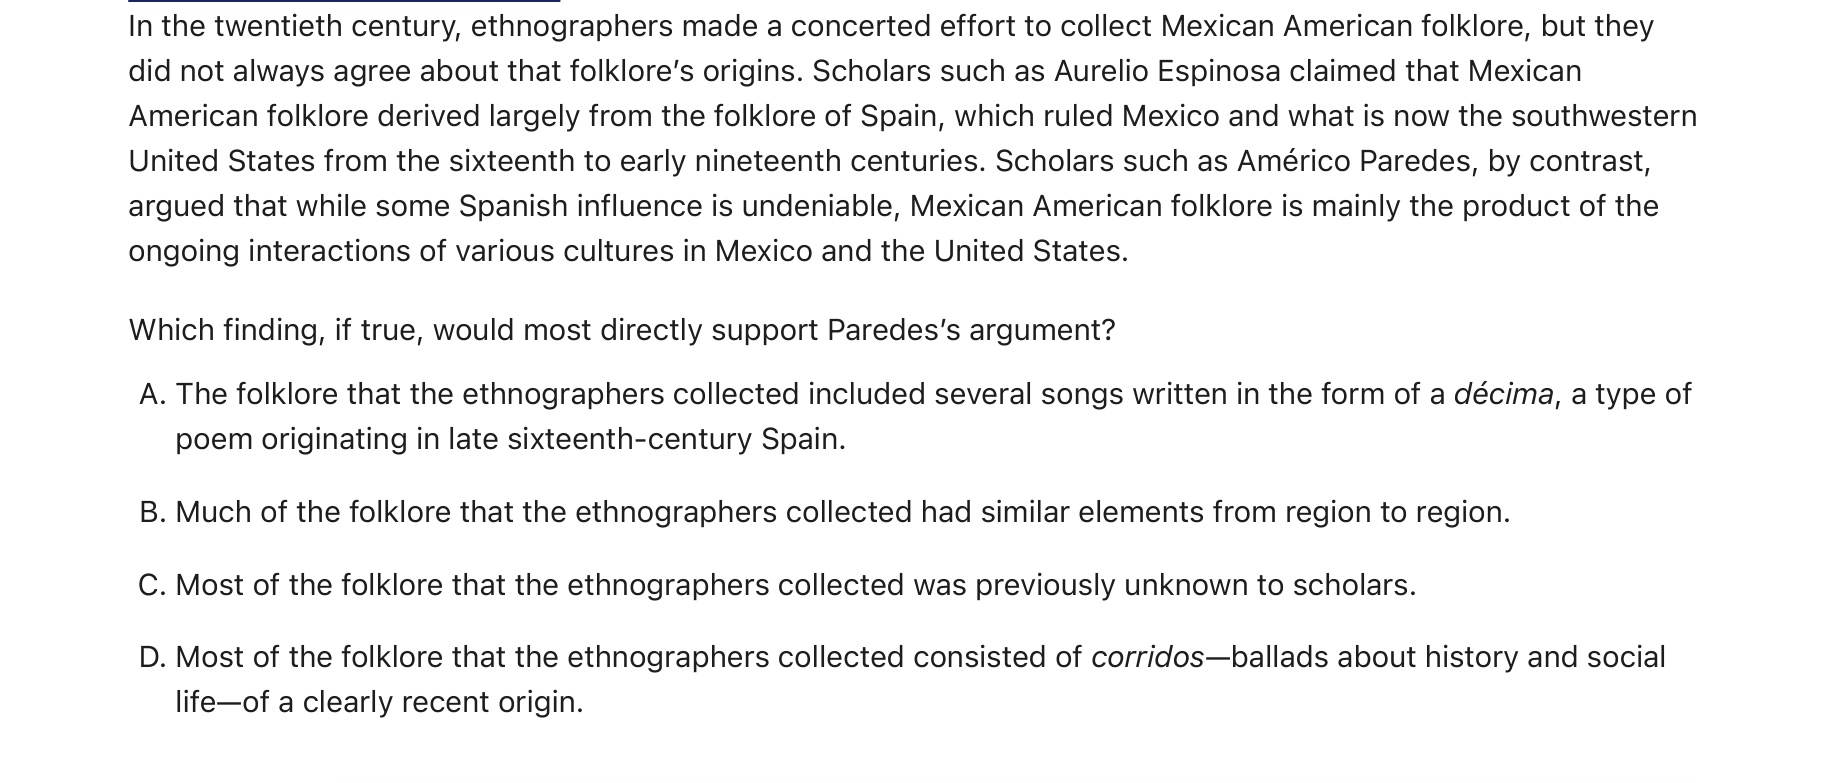 In the twentieth century, ethnographers made a concerted effort to collect Mexican American folklore, but they
did not always agree about that folklore’s origins. Scholars such as Aurelio Espinosa claimed that Mexican
American folklore derived largely from the folklore of Spain, which ruled Mexico and what is now the southwestern
United States from the sixteenth to early nineteenth centuries. Scholars such as Américo Paredes, by contrast,
argued that while some Spanish influence is undeniable, Mexican American folklore is mainly the product of the
ongoing interactions of various cultures in Mexico and the United States.
Which finding, if true, would most directly support Paredes’s argument?
A. The folklore that the ethnographers collected included several songs written in the form of a décima, a type of
poem originating in late sixteenth-century Spain.
B. Much of the folklore that the ethnographers collected had similar elements from region to region.
C. Most of the folklore that the ethnographers collected was previously unknown to scholars.
D. Most of the folklore that the ethnographers collected consisted of corridos—ballads about history and social
life—of a clearly recent origin.